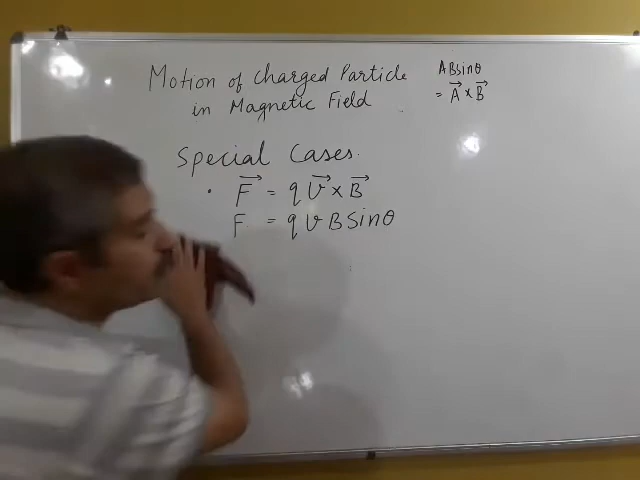 Motion of Charged Particle
in Magnetic Field
ABsinθ
= A⃗ × B⃗
Special Cases.
• F⃗ = q v⃗ × B⃗
F = q v B Sinθ